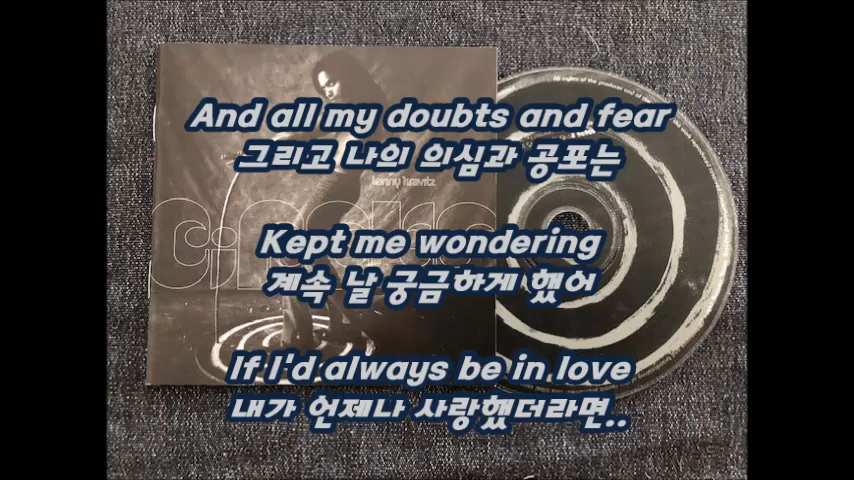 And all my doubts and fear
그리고 나의 의심과 공포는
lenny kravitz
Kept me wondering
계속 날 궁금하게 했어
If I'd always be in love
내가 언제나 사랑했더라면..